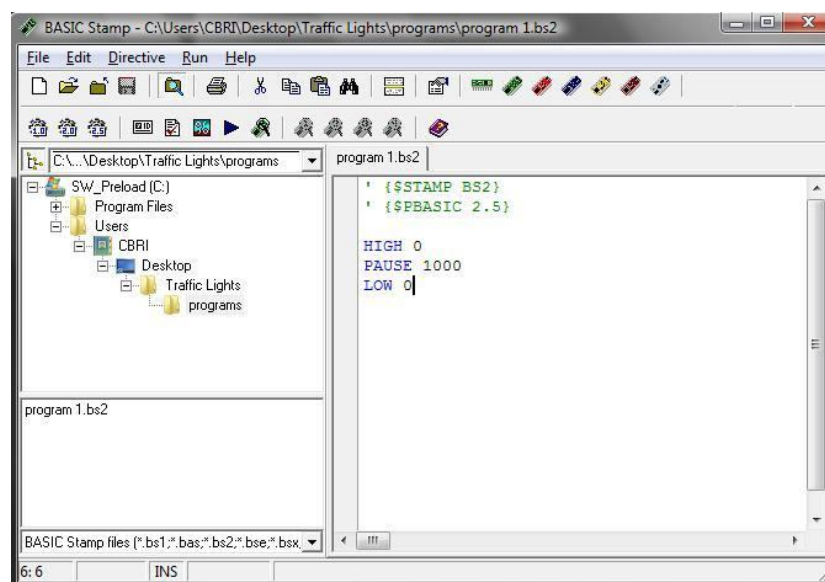 BASIC Stamp - C:\Users\CBRI\Desktop\Traffic Lights\programs\program 1.bs2
File Edit Directive Run Help
C:\...\Desktop\Traffic Lights\programs
SW_Preload (C:)
Program Files
Users
CBRI
Desktop
Traffic Lights
programs
program 1.bs2
BASIC Stamp files (*.bs1;*.bas;*.bs2;*.bse;*.bsx,
program 1.bs2
' {$STAMP BS2}
' {$PBASIC 2.5}
HIGH 0
PAUSE 1000
LOW 0
6: 6 INS